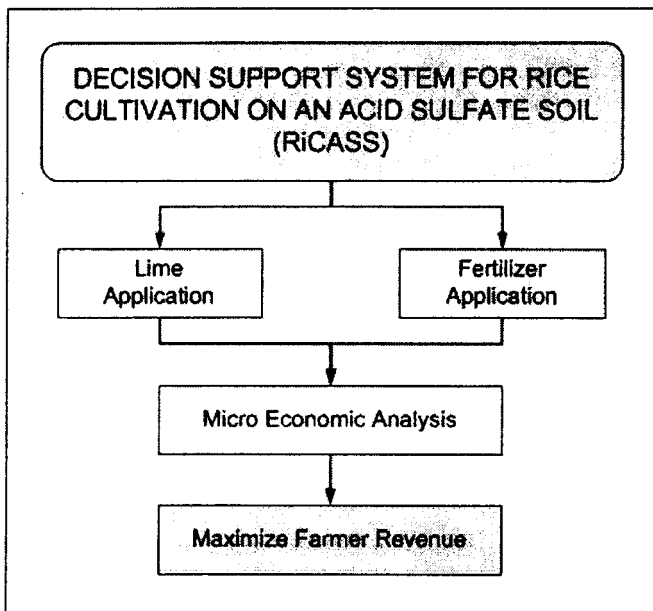 DECISION SUPPORT SYSTEM FOR RICE
CULTIVATION ON AN ACID SULFATE SOIL
(RiCASS)
Lime
Application
Fertilizer
Application
Micro Economic Analysis
Maximize Farmer Revenue